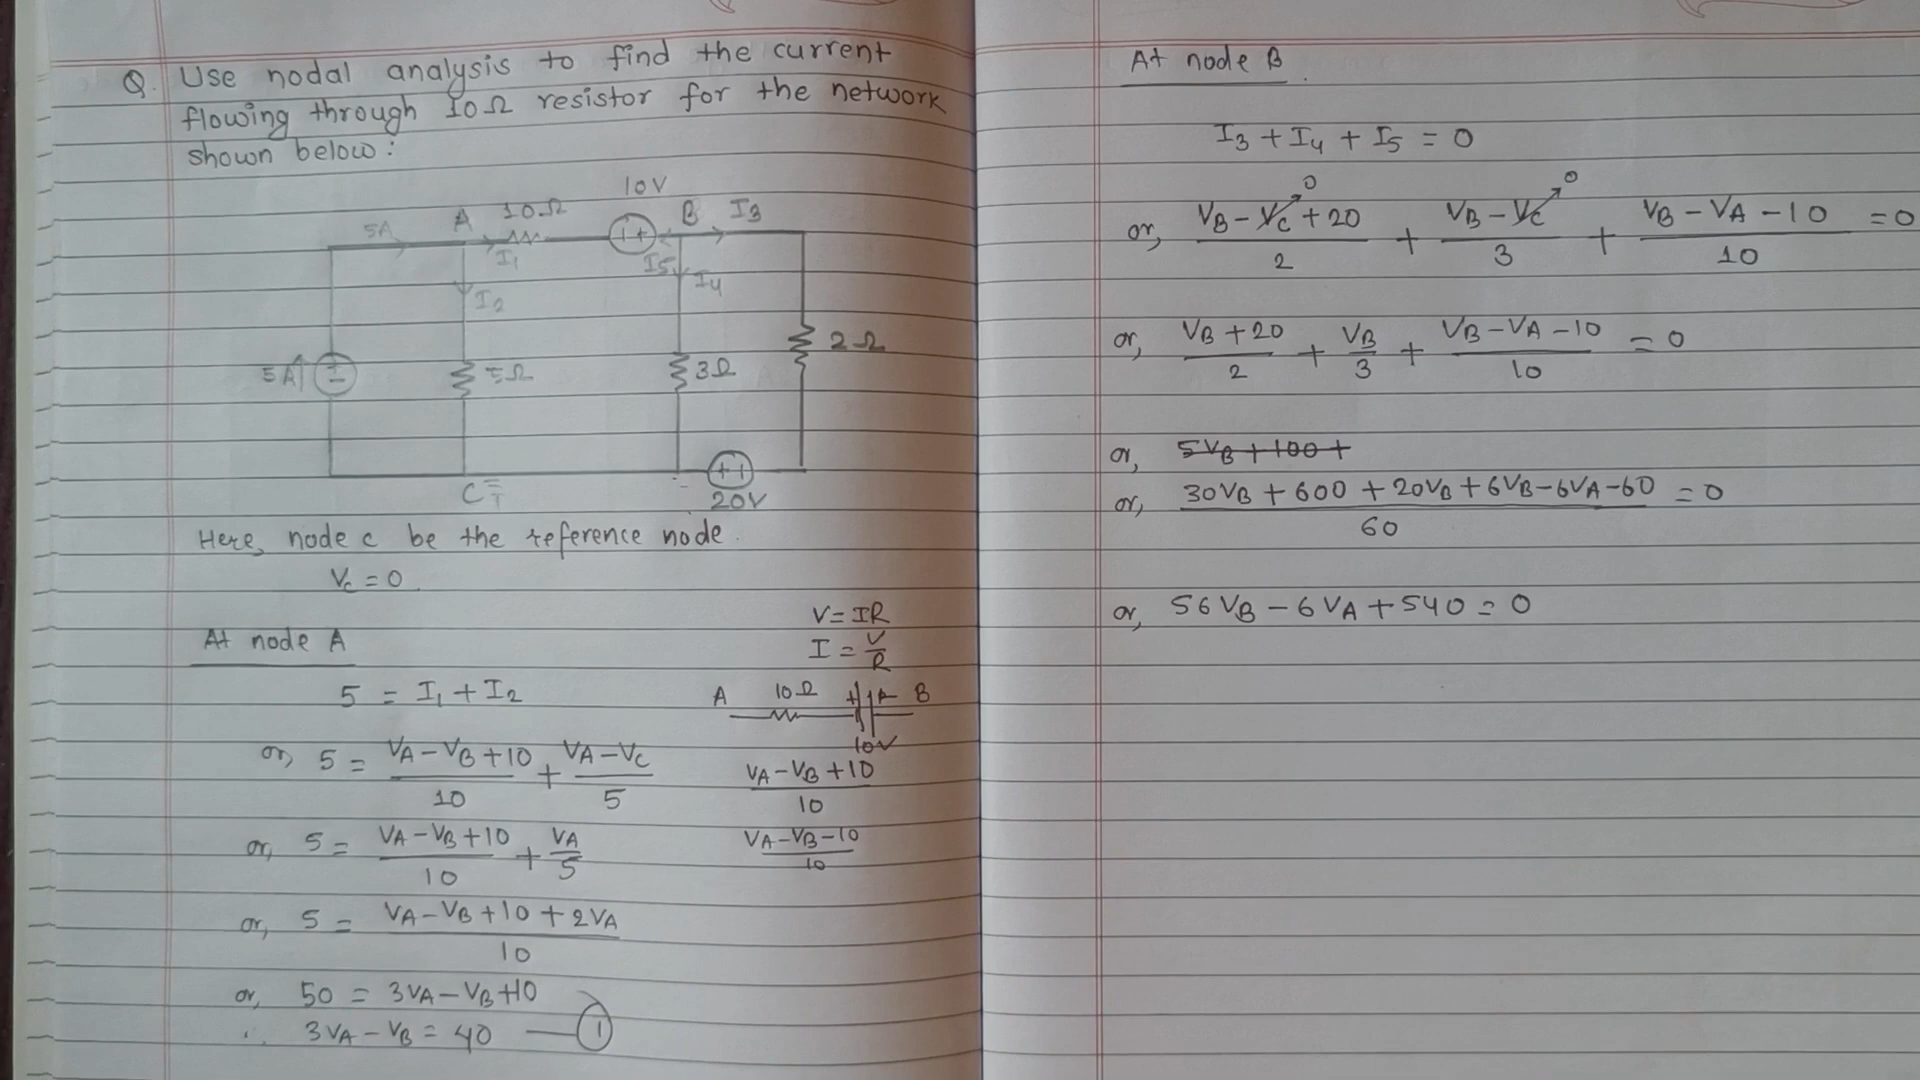 Q. Use nodal analysis to find the current
flowing through 10Ω resistor for the network
shown below:
10V
5A A 10Ω B I3
I1 I5 I4
I2
5A 5Ω 3Ω 2Ω
C 20V
Here, node c be the reference node.
Vc = 0
At node A
5 = I1 + I2
or, 5 = (VA - VB + 10)/10 + (VA - VC)/5
or, 5 = (VA - VB + 10)/10 + VA/5
or, 5 = (VA - VB + 10 + 2VA)/10
or, 50 = 3VA - VB + 10
∴ 3VA - VB = 40 — 1
V = IR
I = V/R
A 10Ω + - B
10V
(VA - VB + 10)/10
(VA - VB - 10)/10
At node B
I3 + I4 + I5 = 0
or, (VB - VC⁰ + 20)/2 + (VB - VC⁰)/3 + (VB - VA - 10)/10 = 0
or, (VB + 20)/2 + VB/3 + (VB - VA - 10)/10 = 0
or, 5VB + 100 +
or, (30VB + 600 + 20VB + 6VB - 6VA - 60)/60 = 0
or, 56VB - 6VA + 540 = 0